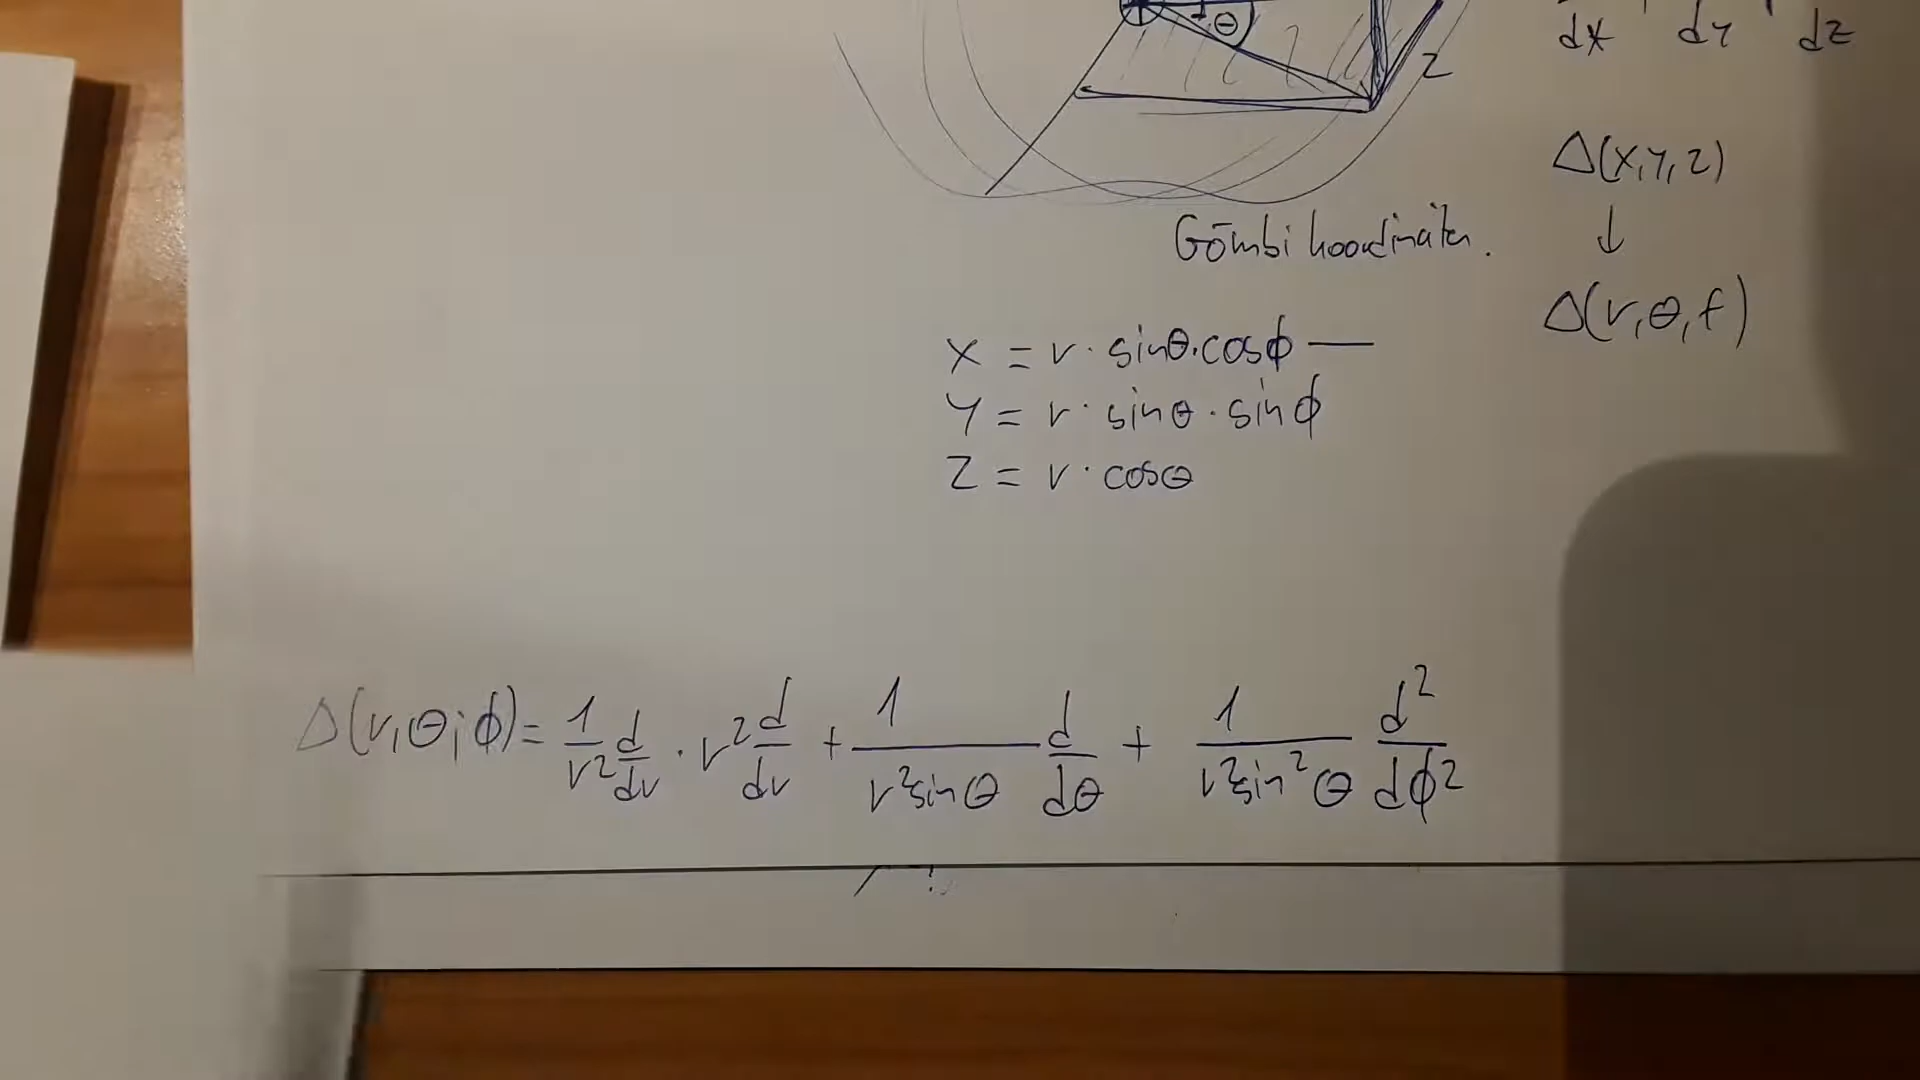 Θ
dx dy dz
z
Δ(x,y,z)
↓
Gömbi koordináták.
Δ(r,θ,f)
x = r · sinθ·cosϕ —
y = r · sinθ · sinϕ
z = r · cosθ
Δ(r,θ;ϕ) = 1/r² d/dr · r² d/dr + 1/(r² sinθ) d/dθ + 1/(r² sin²θ) d²/dϕ²